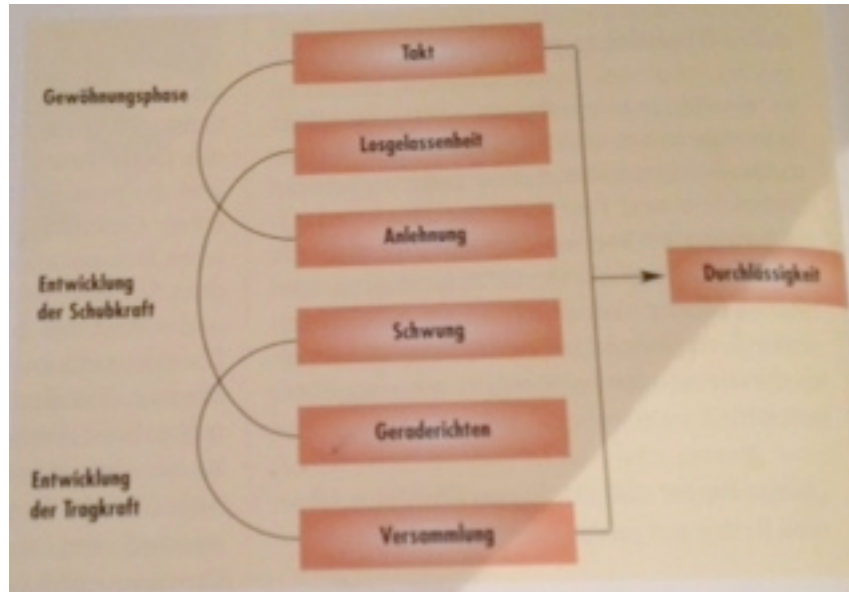 Takt
Gewöhnungsphase
Losgelassenheit
Anlehnung
Durchlässigkeit
Entwicklung
der Schubkraft
Schwung
Geraderichten
Entwicklung
der Tragkraft
Versammlung